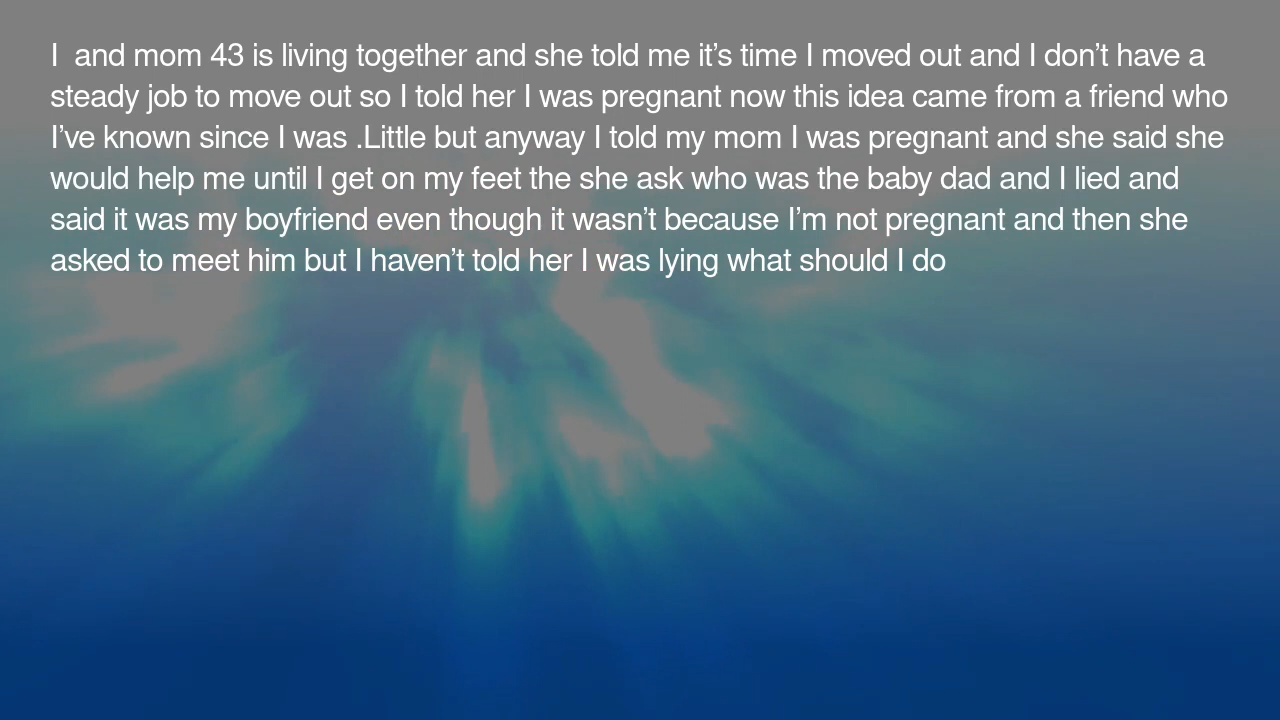 I  and mom 43 is living together and she told me it’s time I moved out and I don’t have a
steady job to move out so I told her I was pregnant now this idea came from a friend who
I’ve known since I was .Little but anyway I told my mom I was pregnant and she said she
would help me until I get on my feet the she ask who was the baby dad and I lied and
said it was my boyfriend even though it wasn’t because I’m not pregnant and then she
asked to meet him but I haven’t told her I was lying what should I do